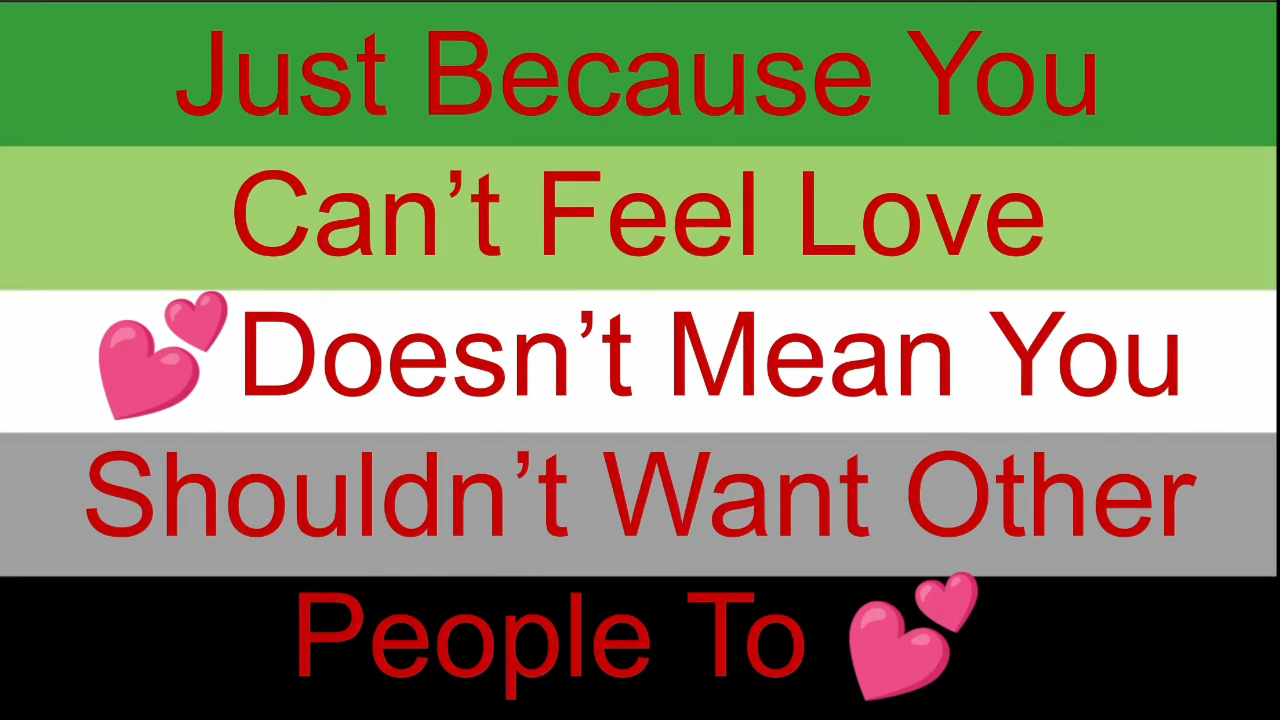 Just Because You
Can’t Feel Love
💕Doesn’t Mean You
Shouldn’t Want Other
People To 💕